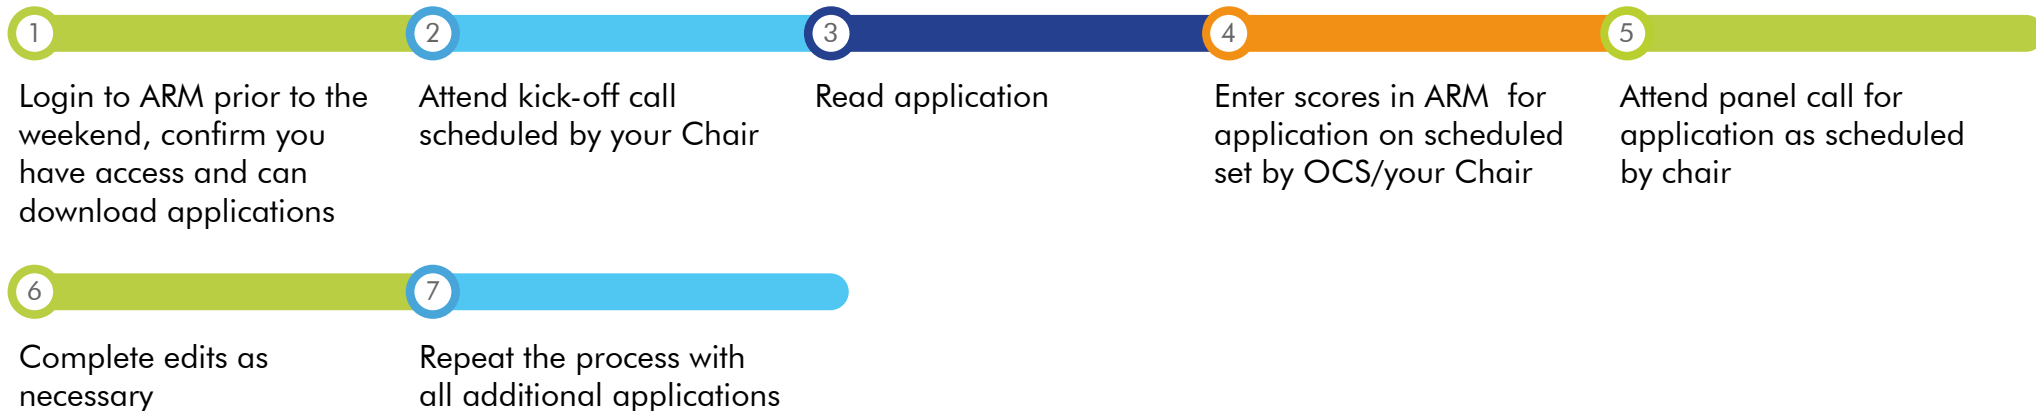 1
2
3
4
5
Login to ARM prior to the
weekend, confirm you
have access and can
download applications
Attend kick-off call
scheduled by your Chair
Read application
Enter scores in ARM  for
application on scheduled
set by OCS/your Chair
Attend panel call for
application as scheduled
by chair
6
7
Complete edits as
necessary
Repeat the process with
all additional applications